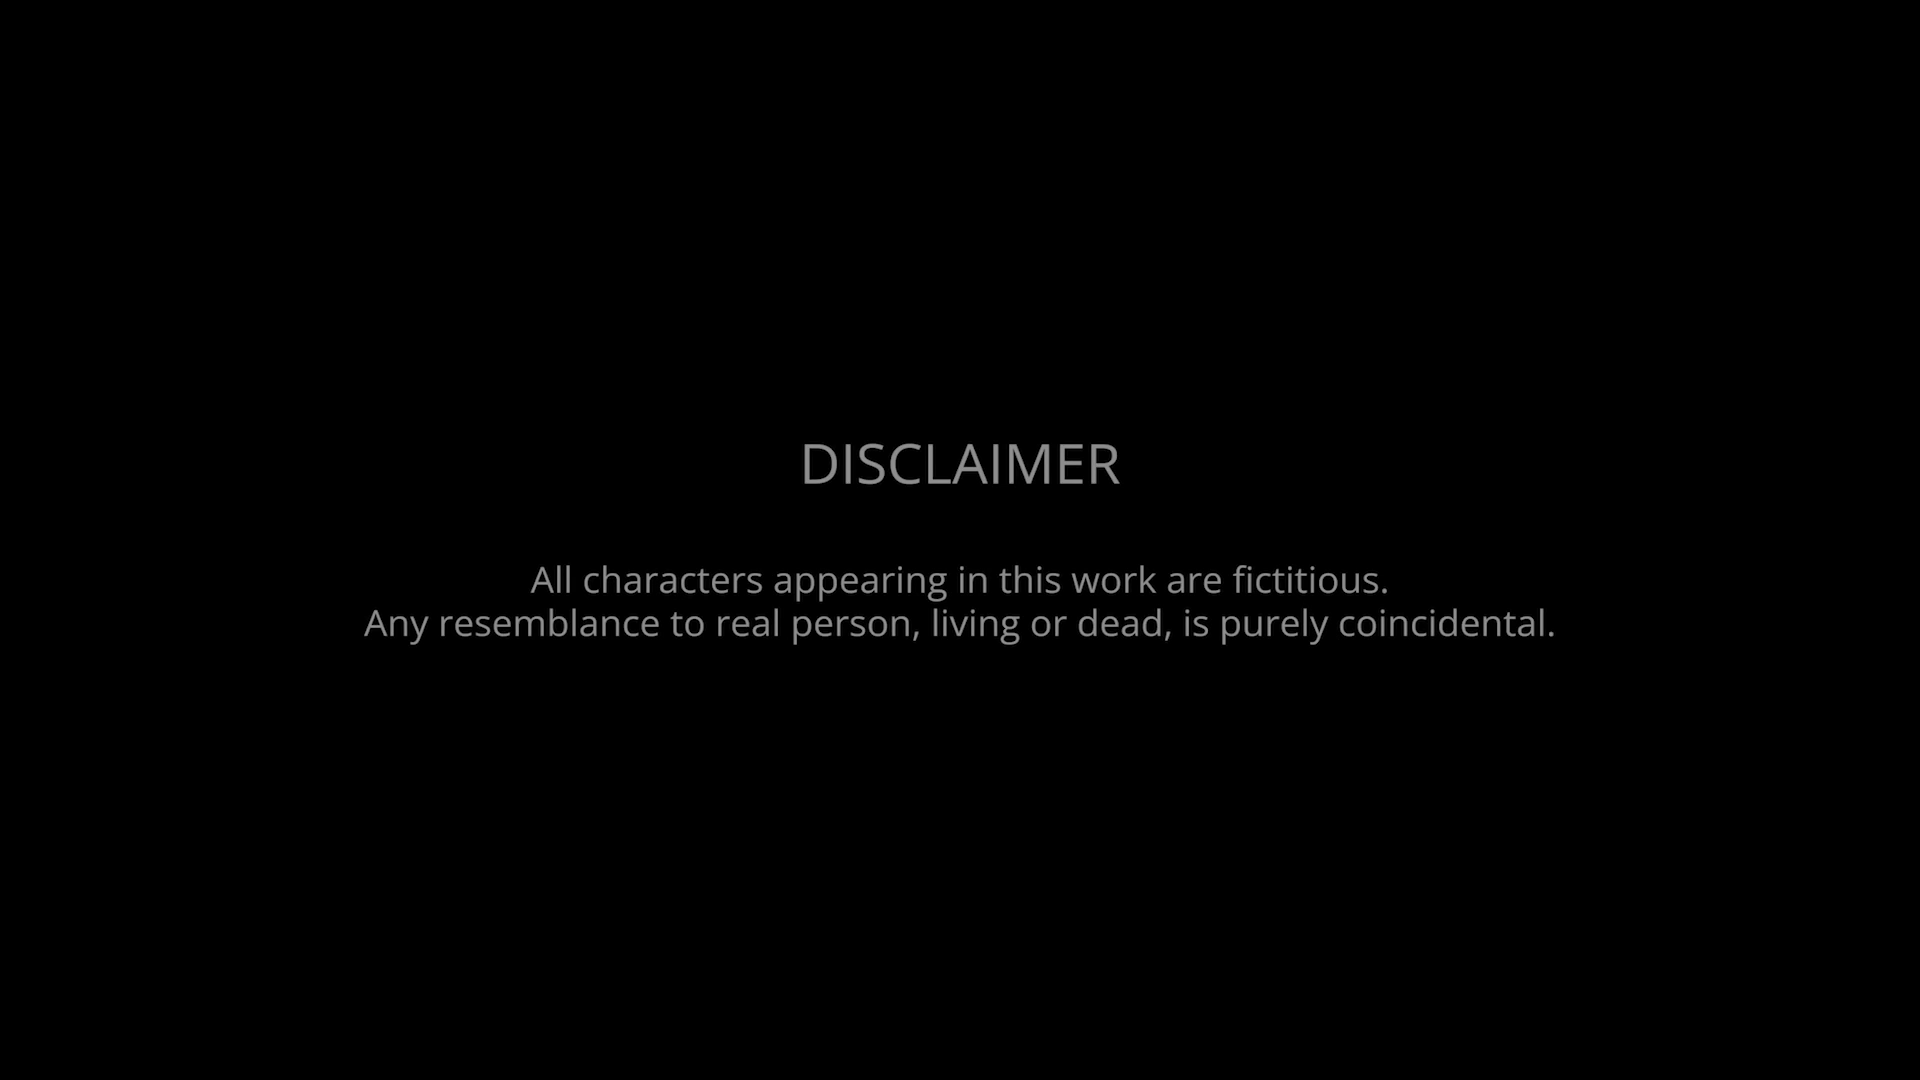 DISCLAIMER
All characters appearing in this work are fictitious.
Any resemblance to real person, living or dead, is purely coincidental.